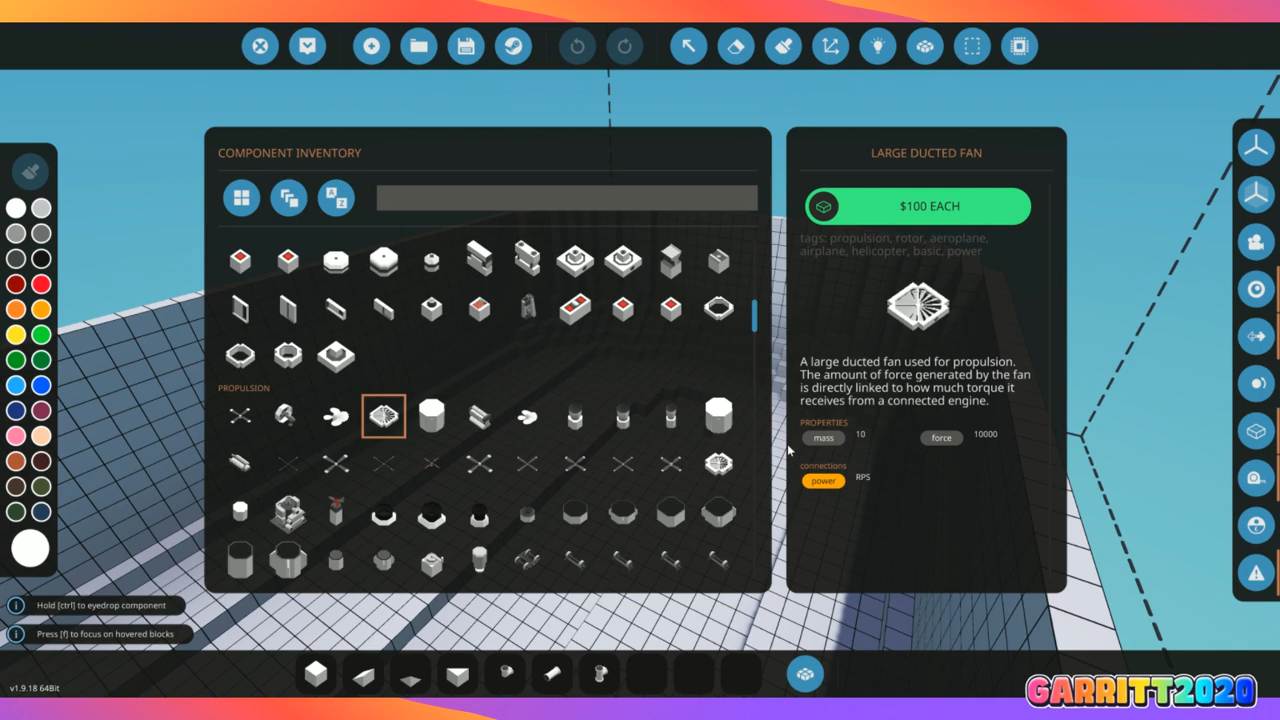 COMPONENT INVENTORY
A
Z
PROPULSION
LARGE DUCTED FAN
$100 EACH
tags: propulsion, rotor, aeroplane,
airplane, helicopter, basic, power
A large ducted fan used for propulsion.
The amount of force generated by the fan
is directly linked to how much torque it
receives from a connected engine.
PROPERTIES
mass 10 force 10000
connections
power RPS
Hold [ctrl] to eyedrop component
Press [f] to focus on hovered blocks
v1.9.18 64Bit
GARRITT2020